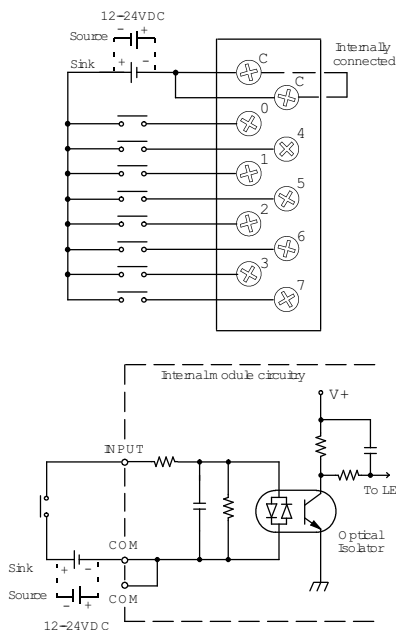 12-24VDC
Source - +
Sink + -
Internally
connected
C
C
0
4
1
5
2
6
3
7
Internal module circuitry
V+
INPUT
To LE
Optical
Isolator
COM
Sink + -
Source - +
COM
12-24VDC